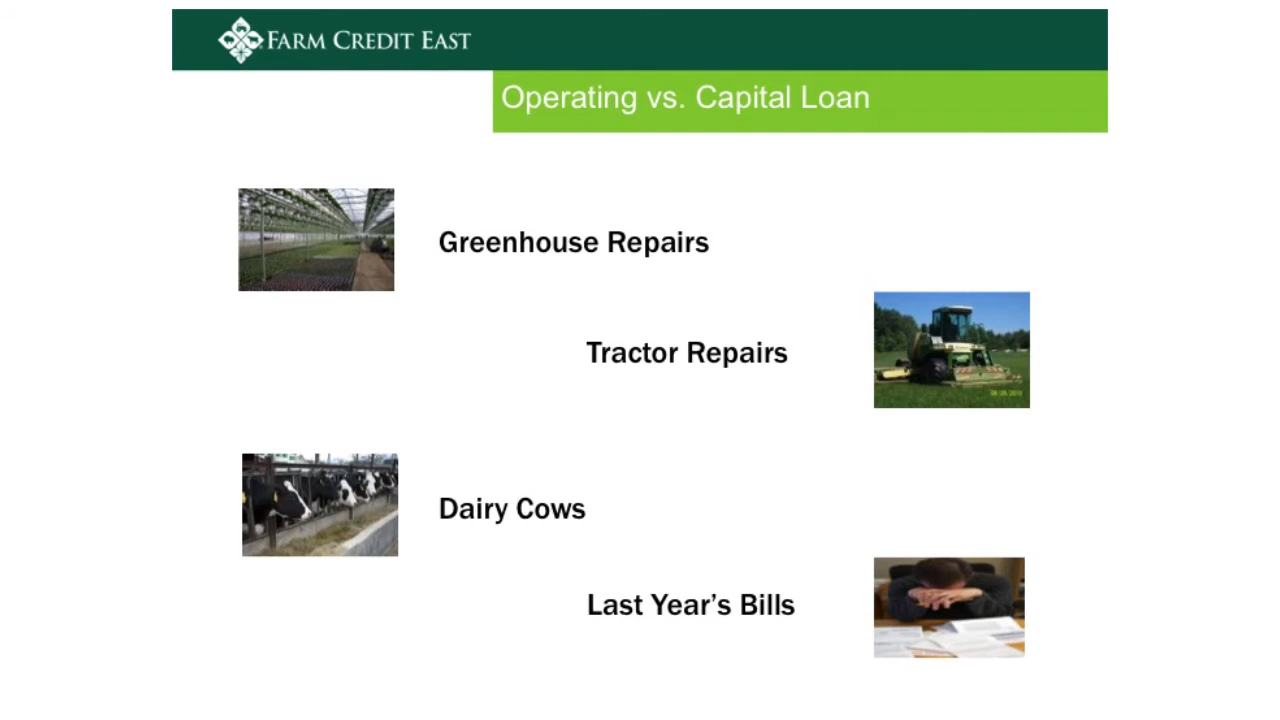 FARM CREDIT EAST
Operating vs. Capital Loan
Greenhouse Repairs
Tractor Repairs
Dairy Cows
Last Year’s Bills